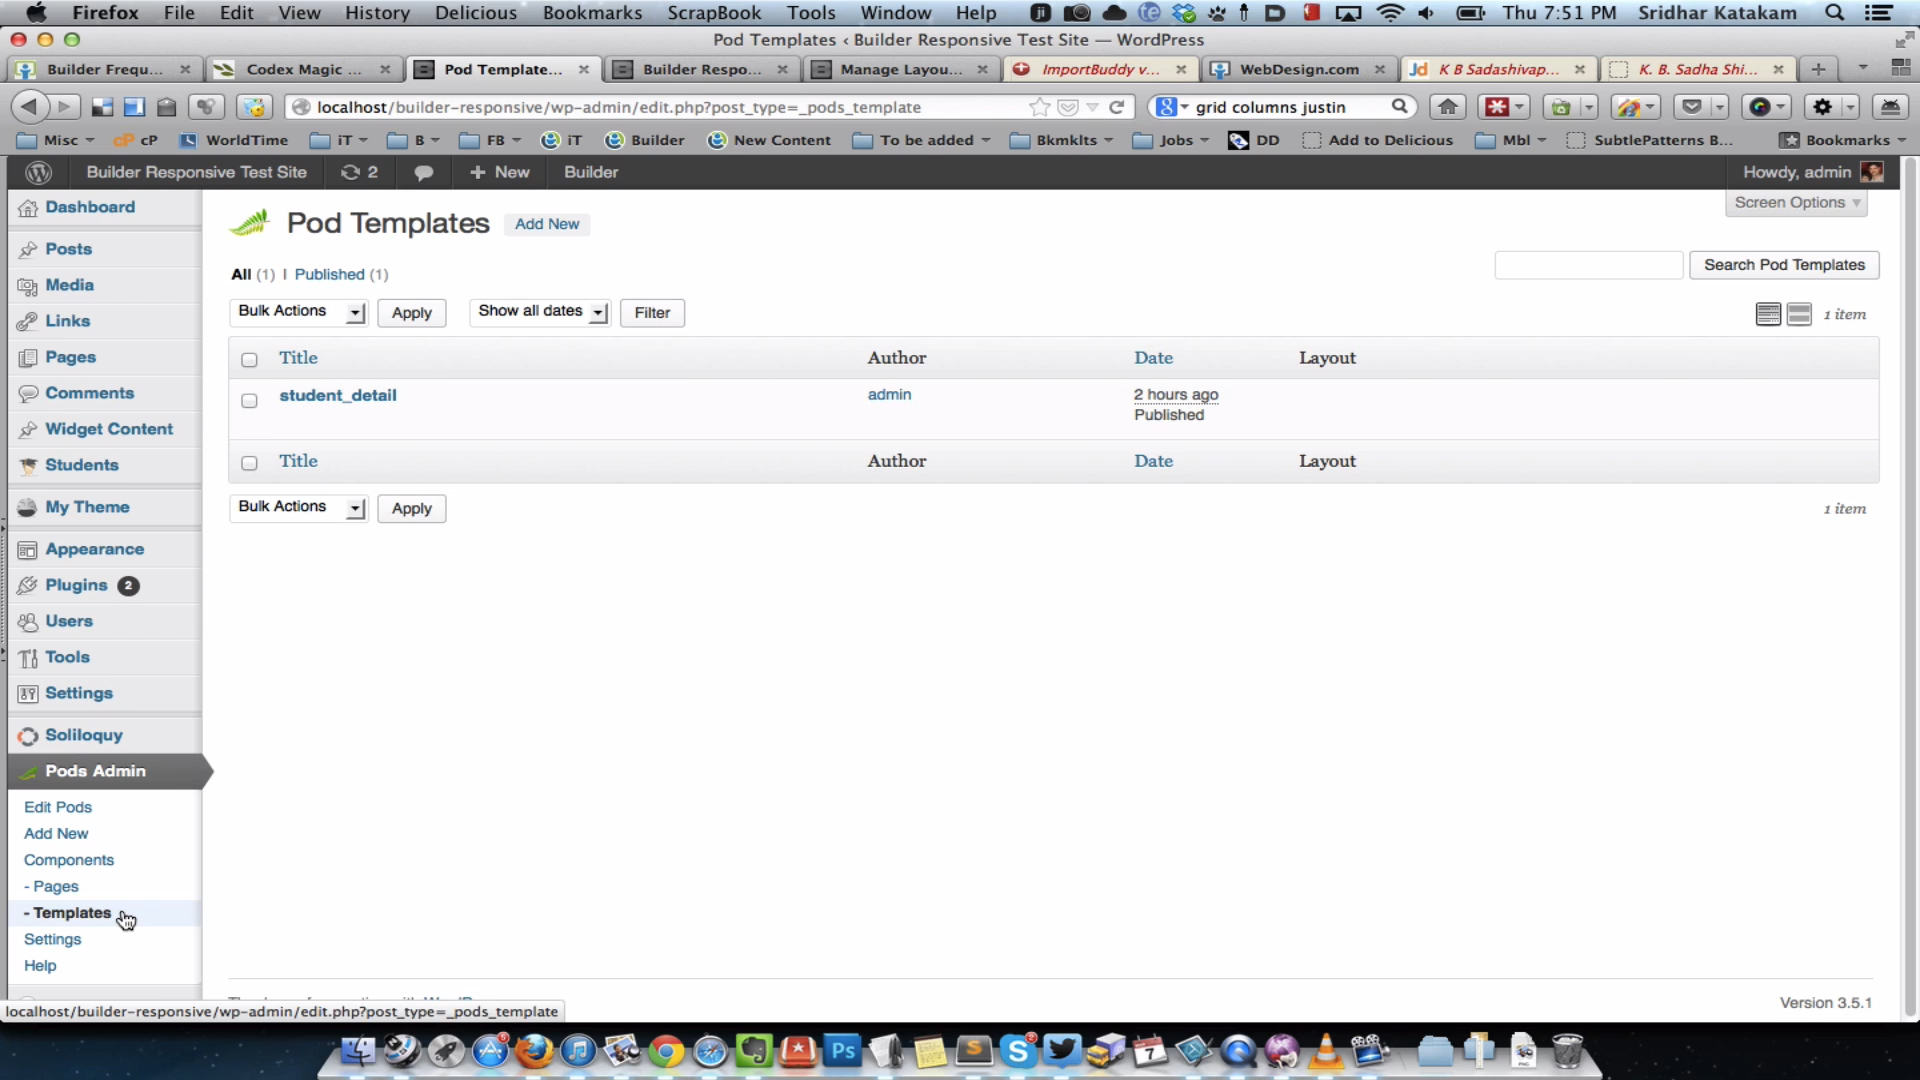 Firefox File Edit View History Delicious Bookmarks ScrapBook Tools Window Help Thu 7:51 PM Sridhar Katakam
Pod Templates ‹ Builder Responsive Test Site — WordPress
Builder Frequ... Codex Magic ... Pod Template... Builder Respo... Manage Layou... ImportBuddy v... WebDesign.com K B Sadashivap... K. B. Sadha Shi...
localhost/builder-responsive/wp-admin/edit.php?post_type=_pods_template grid columns justin
Misc cP WorldTime iT B FB iT Builder New Content To be added Bkmklts Jobs DD Add to Delicious Mbl SubtlePatterns B... Bookmarks
Builder Responsive Test Site 2 + New Builder Howdy, admin
Screen Options
Dashboard
Posts
Media
Links
Pages
Comments
Widget Content
Students
My Theme
Appearance
Plugins 2
Users
Tools
Settings
Soliloquy
Pods Admin
Edit Pods
Add New
Components
- Pages
- Templates
Settings
Help
Pod Templates Add New
All (1) | Published (1)
Search Pod Templates
Bulk Actions Apply Show all dates Filter 1 item
Title Author Date Layout
student_detail admin 2 hours ago
Published
Title Author Date Layout
Bulk Actions Apply 1 item
Version 3.5.1
localhost/builder-responsive/wp-admin/edit.php?post_type=_pods_template